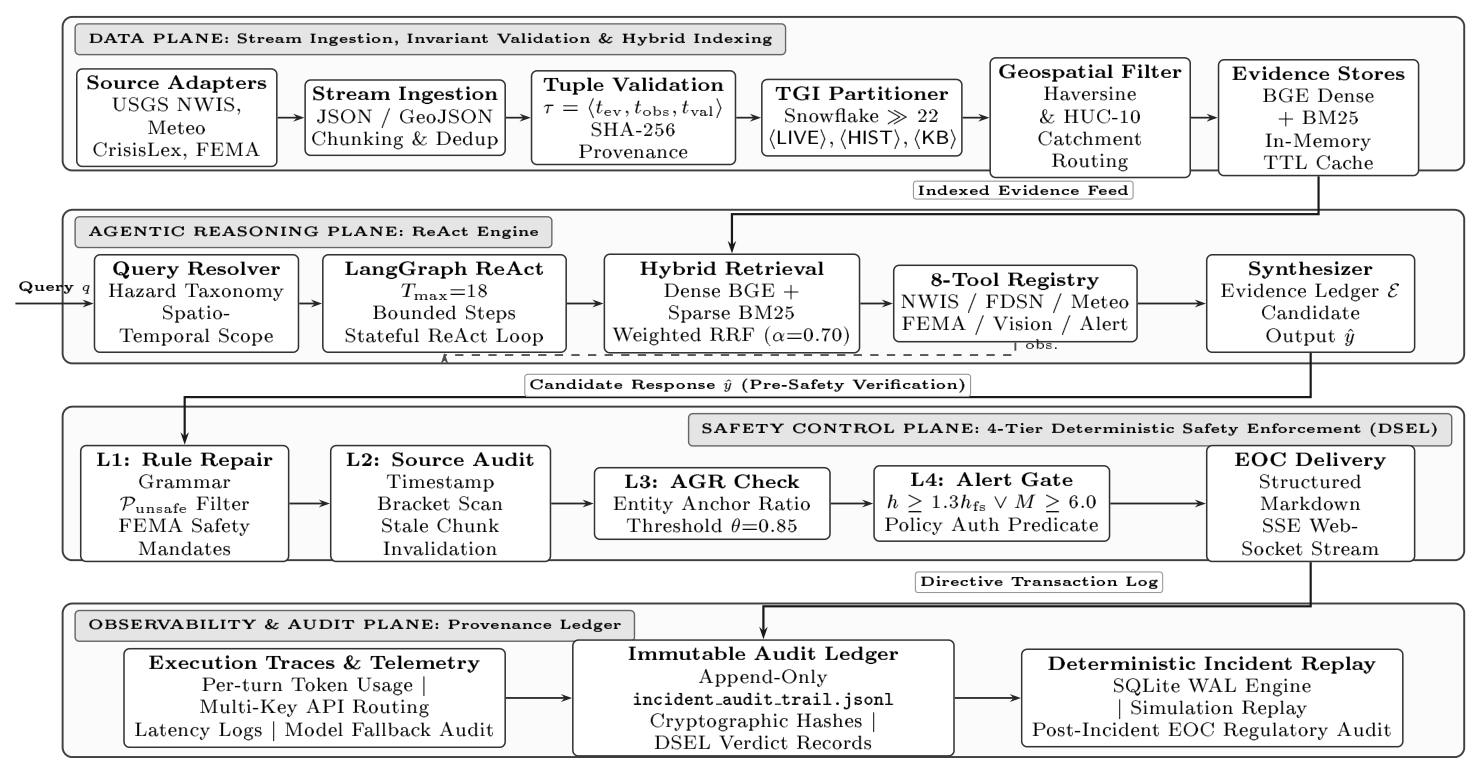 DATA PLANE: Stream Ingestion, Invariant Validation & Hybrid Indexing
Source Adapters
USGS NWIS,
Meteo
CrisisLex, FEMA
Stream Ingestion
JSON / GeoJSON
Chunking & Dedup
Tuple Validation
τ = ⟨t_ev, t_obs, t_val⟩
SHA-256
Provenance
TGI Partitioner
Snowflake ≫ 22
⟨LIVE⟩, ⟨HIST⟩, ⟨KB⟩
Geospatial Filter
Haversine
& HUC-10
Catchment
Routing
Evidence Stores
BGE Dense
+ BM25
In-Memory
TTL Cache
Indexed Evidence Feed
AGENTIC REASONING PLANE: ReAct Engine
Query q
Query Resolver
Hazard Taxonomy
Spatio-
Temporal Scope
LangGraph ReAct
T_max=18
Bounded Steps
Stateful ReAct Loop
Hybrid Retrieval
Dense BGE +
Sparse BM25
Weighted RRF (α=0.70)
8-Tool Registry
NWIS / FDSN / Meteo
FEMA / Vision / Alert
obs.
Synthesizer
Evidence Ledger ℰ
Candidate
Output ŷ
Candidate Response ŷ (Pre-Safety Verification)
SAFETY CONTROL PLANE: 4-Tier Deterministic Safety Enforcement (DSEL)
L1: Rule Repair
Grammar
𝒫_unsafe Filter
FEMA Safety
Mandates
L2: Source Audit
Timestamp
Bracket Scan
Stale Chunk
Invalidation
L3: AGR Check
Entity Anchor Ratio
Threshold θ=0.85
L4: Alert Gate
h ≥ 1.3h_fs ∨ M ≥ 6.0
Policy Auth Predicate
EOC Delivery
Structured
Markdown
SSE Web-
Socket Stream
Directive Transaction Log
OBSERVABILITY & AUDIT PLANE: Provenance Ledger
Execution Traces & Telemetry
Per-turn Token Usage |
Multi-Key API Routing
Latency Logs | Model Fallback Audit
Immutable Audit Ledger
Append-Only
incident_audit_trail.jsonl
Cryptographic Hashes |
DSEL Verdict Records
Deterministic Incident Replay
SQLite WAL Engine
| Simulation Replay
Post-Incident EOC Regulatory Audit